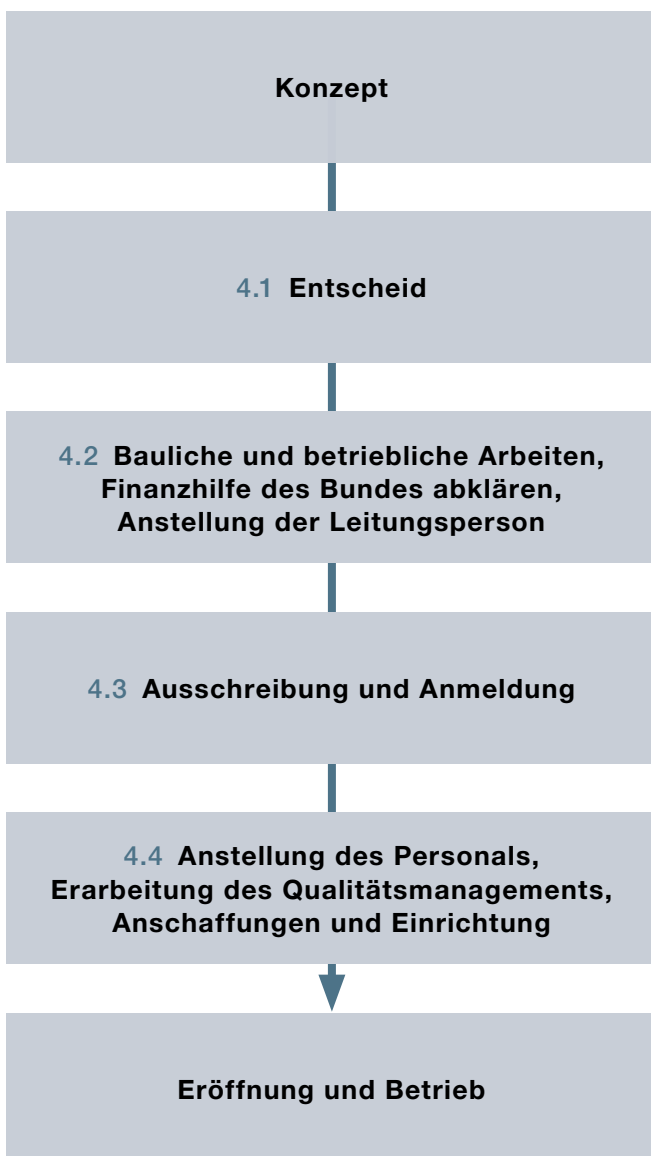 Konzept
4.1 Entscheid
4.2 Bauliche und betriebliche Arbeiten,
Finanzhilfe des Bundes abklären,
Anstellung der Leitungsperson
4.3 Ausschreibung und Anmeldung
4.4 Anstellung des Personals,
Erarbeitung des Qualitätsmanagements,
Anschaffungen und Einrichtung
Eröffnung und Betrieb